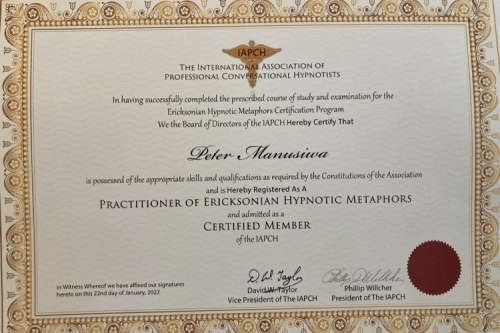 IAPCH
THE INTERNATIONAL ASSOCIATION OF
PROFESSIONAL CONVERSATIONAL HYPNOTISTS
In having successfully completed the prescribed course of study and examination for the
Ericksonian Hypnotic Metaphors Certification Program
We the Board of Directors of the IAPCH Hereby Certify That
Peter Manusiwa
is possessed of the appropriate skills and qualifications as required by the Constitutions of the Association
and is Hereby Registered As A
PRACTITIONER OF ERICKSONIAN HYPNOTIC METAPHORS
and admitted as a
CERTIFIED MEMBER
of the IAPCH
in Witness Whereof we have affixed our signatures
hereto on this 22nd day of January, 2022
D. W. Taylor
David W. Taylor
Vice President of The IAPCH
Phillip J Willcher
Phillip Willcher
President of The IAPCH